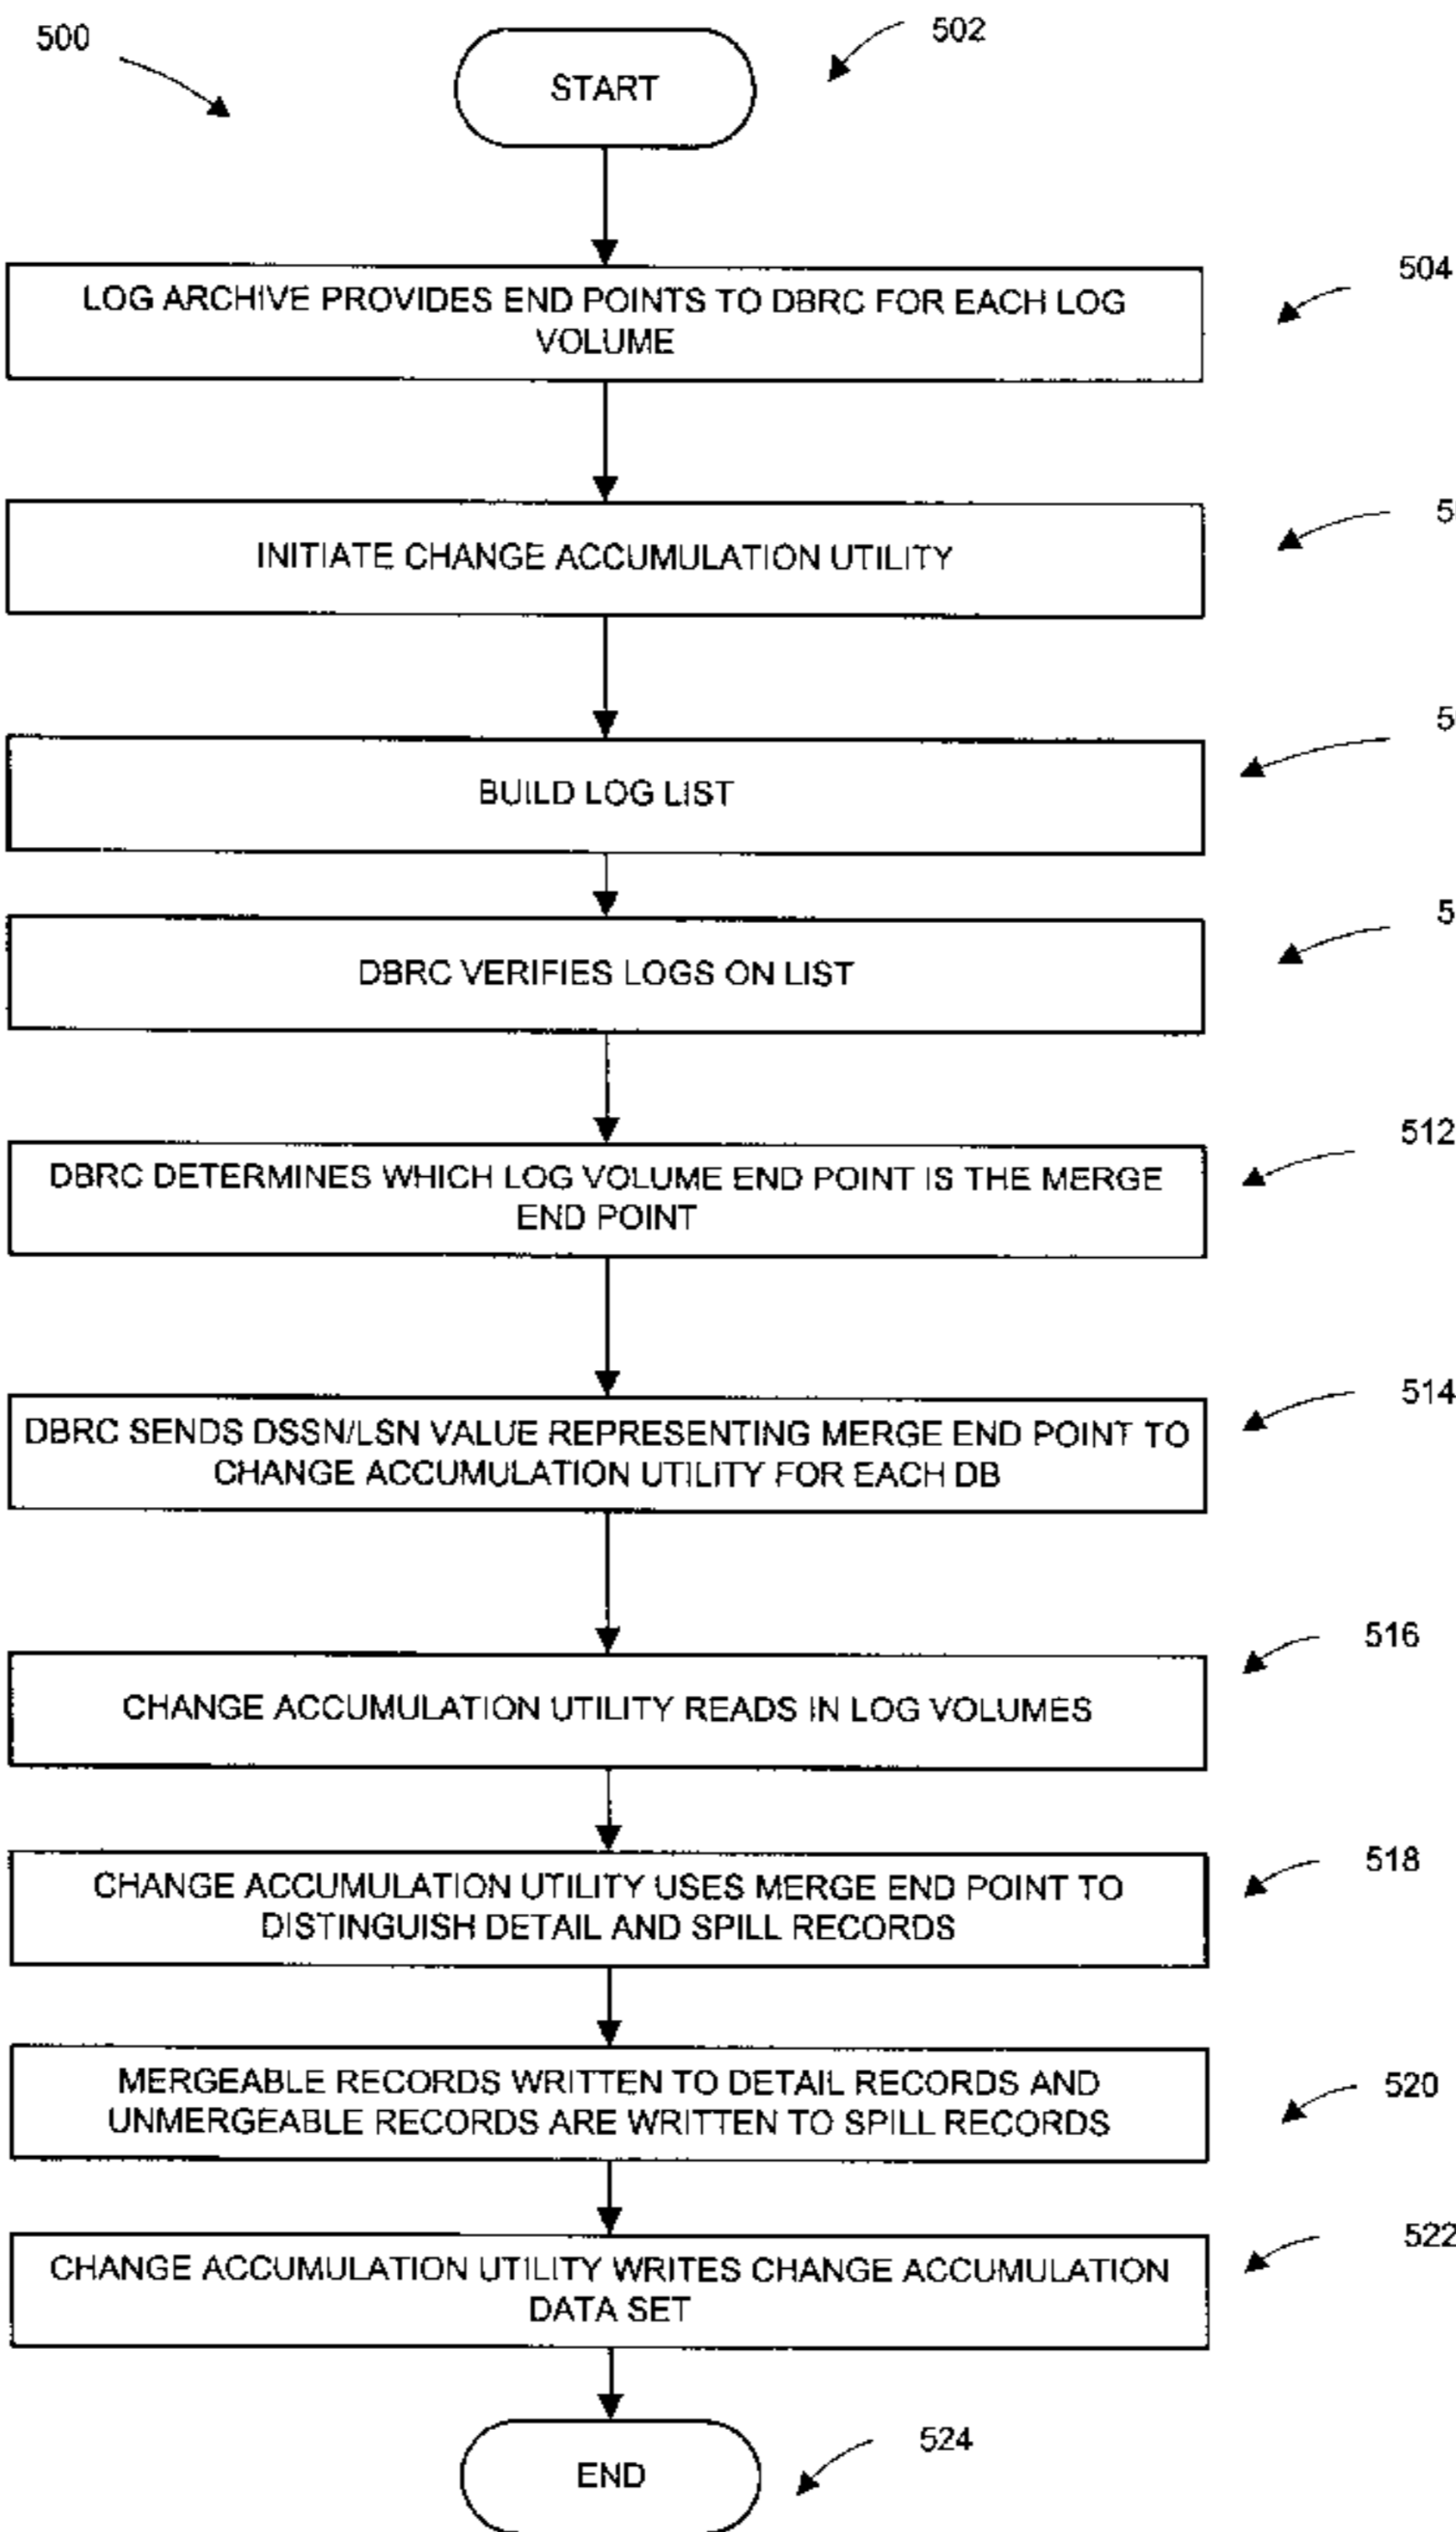 500
502
START
504
LOG ARCHIVE PROVIDES END POINTS TO DBRC FOR EACH LOG
VOLUME
5
INITIATE CHANGE ACCUMULATION UTILITY
5
BUILD LOG LIST
5
DBRC VERIFIES LOGS ON LIST
512
DBRC DETERMINES WHICH LOG VOLUME END POINT IS THE MERGE
END POINT
514
DBRC SENDS DSSN/LSN VALUE REPRESENTING MERGE END POINT TO
CHANGE ACCUMULATION UTILITY FOR EACH DB
516
CHANGE ACCUMULATION UTILITY READS IN LOG VOLUMES
518
CHANGE ACCUMULATION UTILITY USES MERGE END POINT TO
DISTINGUISH DETAIL AND SPILL RECORDS
520
MERGEABLE RECORDS WRITTEN TO DETAIL RECORDS AND
UNMERGEABLE RECORDS ARE WRITTEN TO SPILL RECORDS
522
CHANGE ACCUMULATION UTILITY WRITES CHANGE ACCUMULATION
DATA SET
524
END